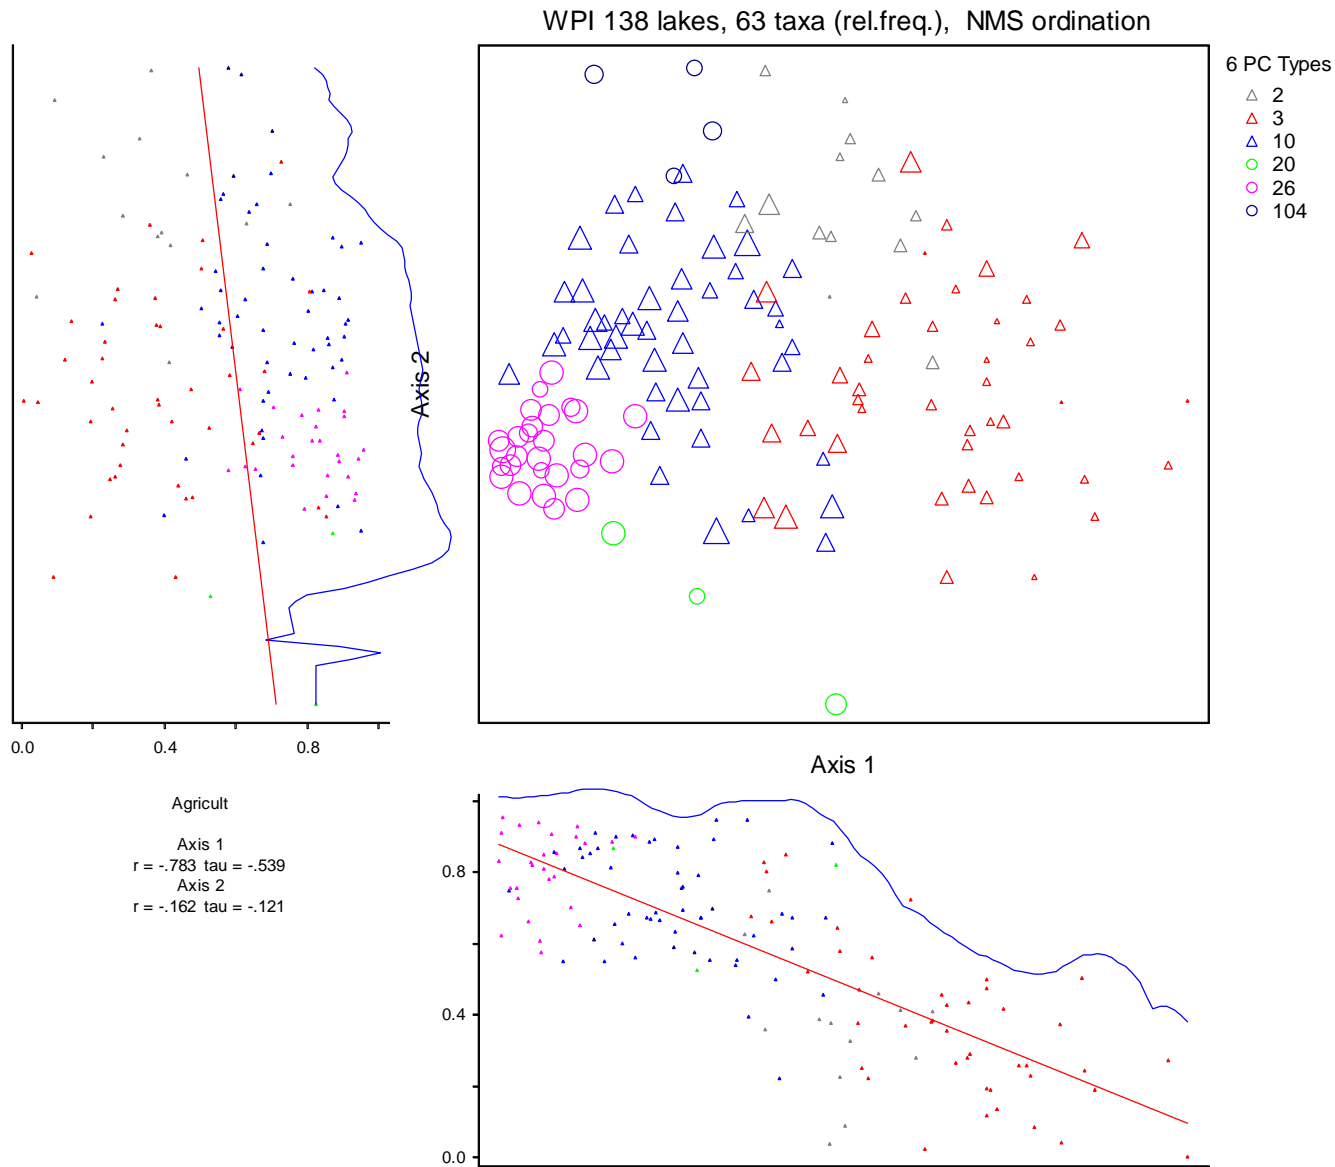 WPI 138 lakes, 63 taxa (rel.freq.), NMS ordination
6 PC Types
2
3
10
20
26
104
Axis 2
0.0 0.4 0.8
Axis 1
Agricult
Axis 1
r = -.783 tau = -.539
Axis 2
r = -.162 tau = -.121
0.8
0.4
0.0